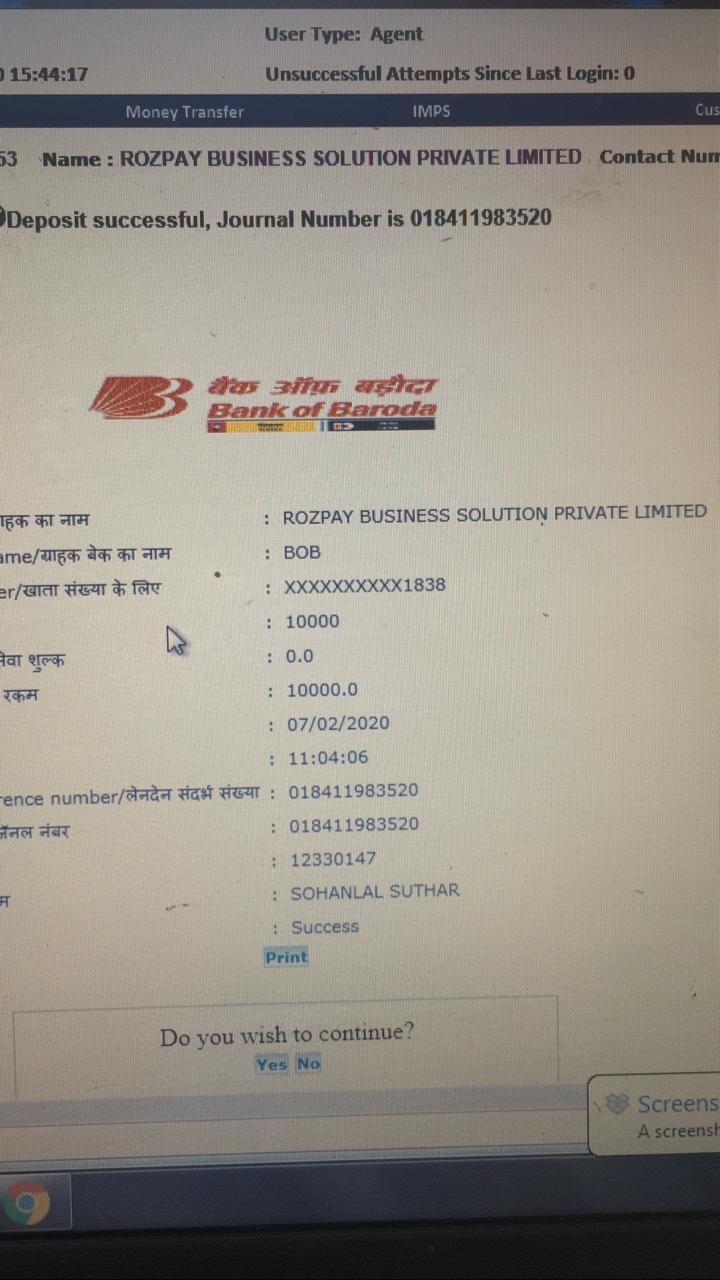 User Type: Agent
0 15:44:17 Unsuccessful Attempts Since Last Login: 0
Money Transfer IMPS Cus
53 Name : ROZPAY BUSINESS SOLUTION PRIVATE LIMITED Contact Num
Deposit successful, Journal Number is 018411983520
बैंक ऑफ़ बड़ौदा
Bank of Baroda
ाहक का नाम : ROZPAY BUSINESS SOLUTION PRIVATE LIMITED
ame/ग्राहक बेक का नाम : BOB
er/खाता संख्या के लिए : XXXXXXXXXX1838
: 10000
सेवा शुल्क : 0.0
रकम : 10000.0
: 07/02/2020
: 11:04:06
rence number/लेनदेन संदर्भ संख्या : 018411983520
जॅनल नंबर : 018411983520
: 12330147
म : SOHANLAL SUTHAR
: Success
Print
Do you wish to continue?
Yes No
Screens
A screensh